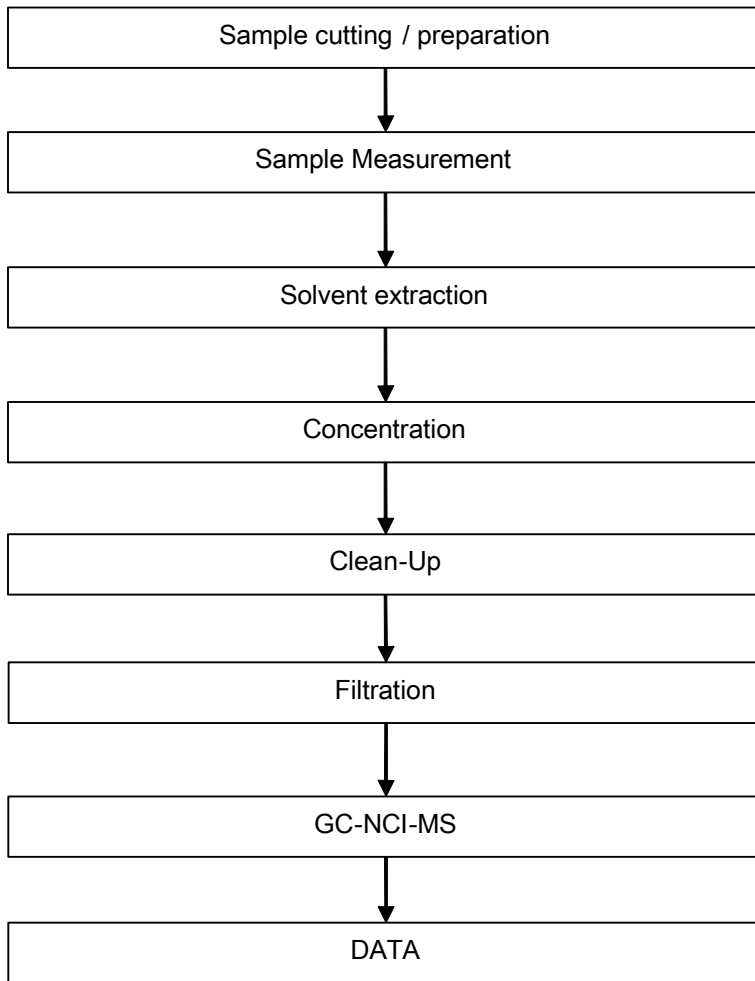 Sample cutting / preparation
Sample Measurement
Solvent extraction
Concentration
Clean-Up
Filtration
GC-NCI-MS
DATA